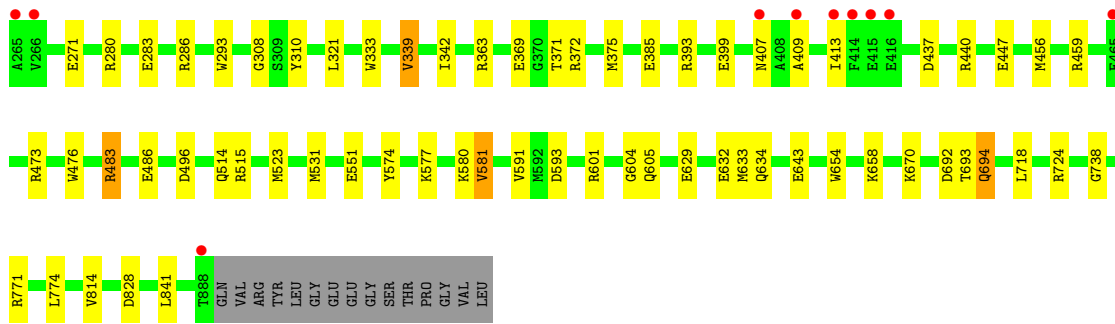 A265 V266 E271 R280 E283 R286 W293 G308 S309 Y310 L321 W333 V339 I342 R363 E369 G370 T371 R372 M375 E385 R393 E399 N407 A408 A409 I413 F414 E415 E416 D437 R440 E447 M456 R459 E465
R473 W476 R483 E486 D496 Q514 R515 M523 M531 E551 Y574 K577 K580 V581 V591 M592 D593 R601 G604 Q605 E629 E632 M633 Q634 E643 W654 K658 K670 D692 T693 Q694 L718 R724 G738
R771 L774 V814 D828 L841 T888 GLN VAL ARG TYR LEU GLY GLU GLU GLY SER THR PRO GLY VAL LEU